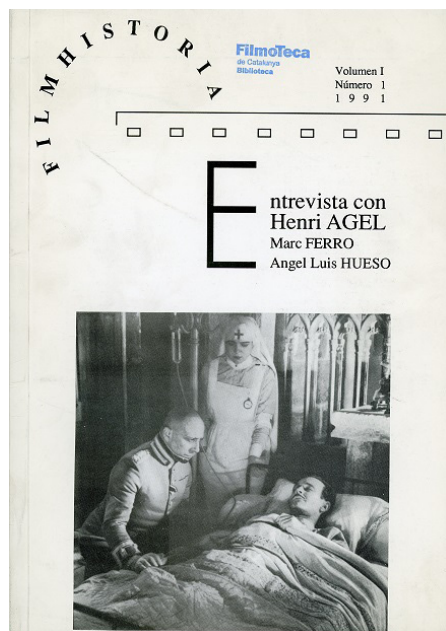 FILMHISTORIA
FilmoTeca
de Catalunya
Biblioteca
Volumen I
Número 1
1991
Entrevista con
Henri AGEL
Marc FERRO
Angel Luis HUESO